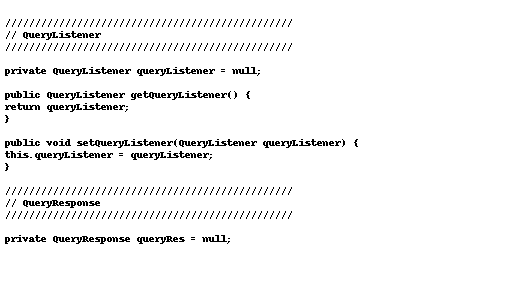 ////////////////////////////////////////////////
// QueryListener
////////////////////////////////////////////////
private QueryListener queryListener = null;
public QueryListener getQueryListener() {
return queryListener;
}
public void setQueryListener(QueryListener queryListener) {
this.queryListener = queryListener;
}
////////////////////////////////////////////////
// QueryResponse
////////////////////////////////////////////////
private QueryResponse queryRes = null;